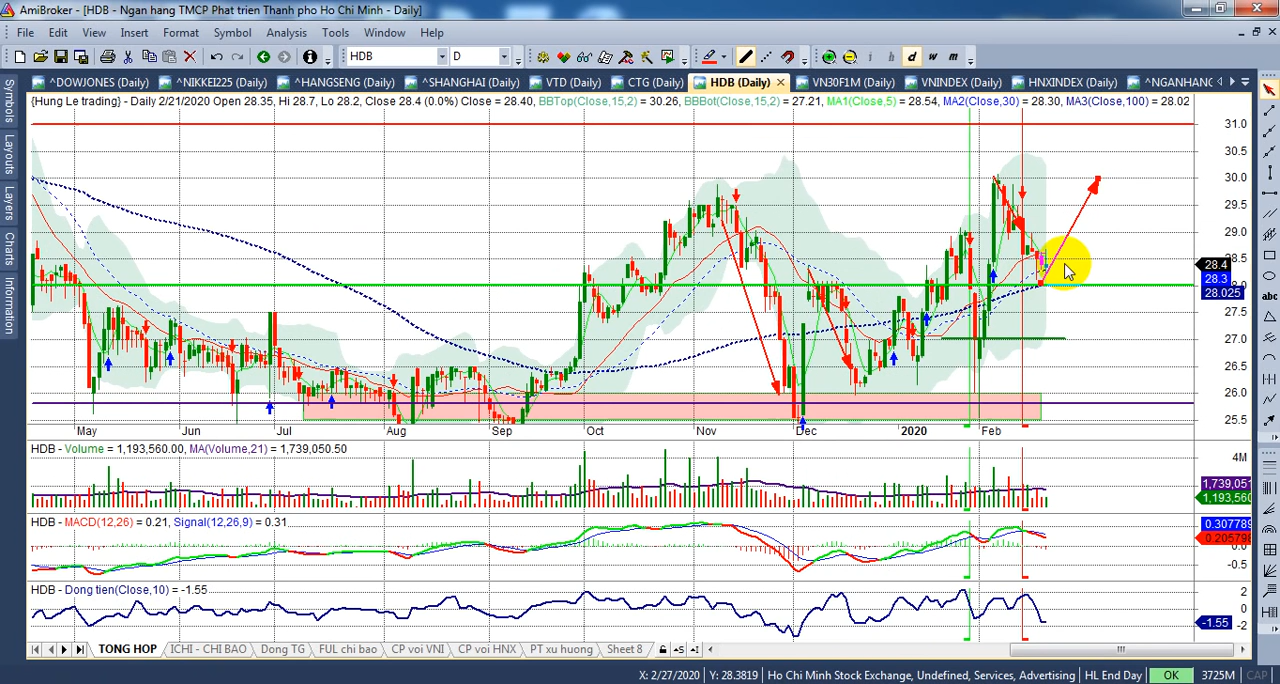 AmiBroker - [HDB - Ngan hang TMCP Phat trien Thanh pho Ho Chi Minh - Daily]
File Edit View Insert Format Symbol Analysis Tools Window Help
HDB D i h d w m
^DOWJONES (Daily) ^NIKKEI225 (Daily) ^HANGSENG (Daily) ^SHANGHAI (Daily) VTD (Daily) CTG (Daily) HDB (Daily) VN30F1M (Daily) VNINDEX (Daily) HNXINDEX (Daily) ^NGANHANG
Symbols
Layouts
Layers
Charts
Information
{Hung Le trading} - Daily 2/21/2020 Open 28.35, Hi 28.7, Lo 28.2, Close 28.4 (0.0%) Close = 28.40, BBTop(Close,15,2) = 30.26, BBBot(Close,15,2) = 27.21, MA1(Close,5) = 28.54, MA2(Close,30) = 28.30, MA3(Close,100) = 28.02
31.0
30.5
30.0
29.5
29.0
28.5
28.4
28.3
28.025
27.5
27.0
26.5
26.0
25.5
abc
May Jun Jul Aug Sep Oct Nov Dec 2020 Feb
HDB - Volume = 1,193,560.00, MA(Volume,21) = 1,739,050.50
4M
1,193,560
HDB - MACD(12,26) = 0.21, Signal(12,26,9) = 0.31
0.307789
0.205798
0.0
-0.5
HDB - Dong tien(Close,10) = -1.55
2
0
-1.55
-2
TONG HOP ICHI - CHI BAO Dong TG FUL chi bao CP voi VNI CP voi HNX PT xu huong Sheet 8
X: 2/27/2020 Y: 28.3819 Ho Chi Minh Stock Exchange, Undefined, Services, Advertising HL End Day OK 3725M CAP